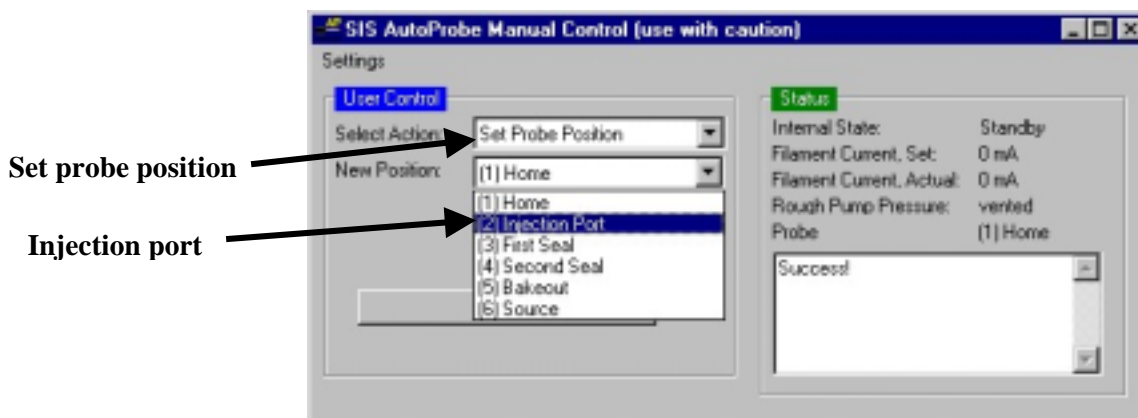 SIS AutoProbe Manual Control (use with caution)
Settings
User Control
Select Action: Set Probe Position
New Position: (1) Home
(1) Home
(2) Injection Port
(3) First Seal
(4) Second Seal
(5) Bakeout
(6) Source
Status
Internal State: Standby
Filament Current, Set: 0 mA
Filament Current, Actual: 0 mA
Rough Pump Pressure: vented
Probe (1) Home
Success!
Set probe position
Injection port